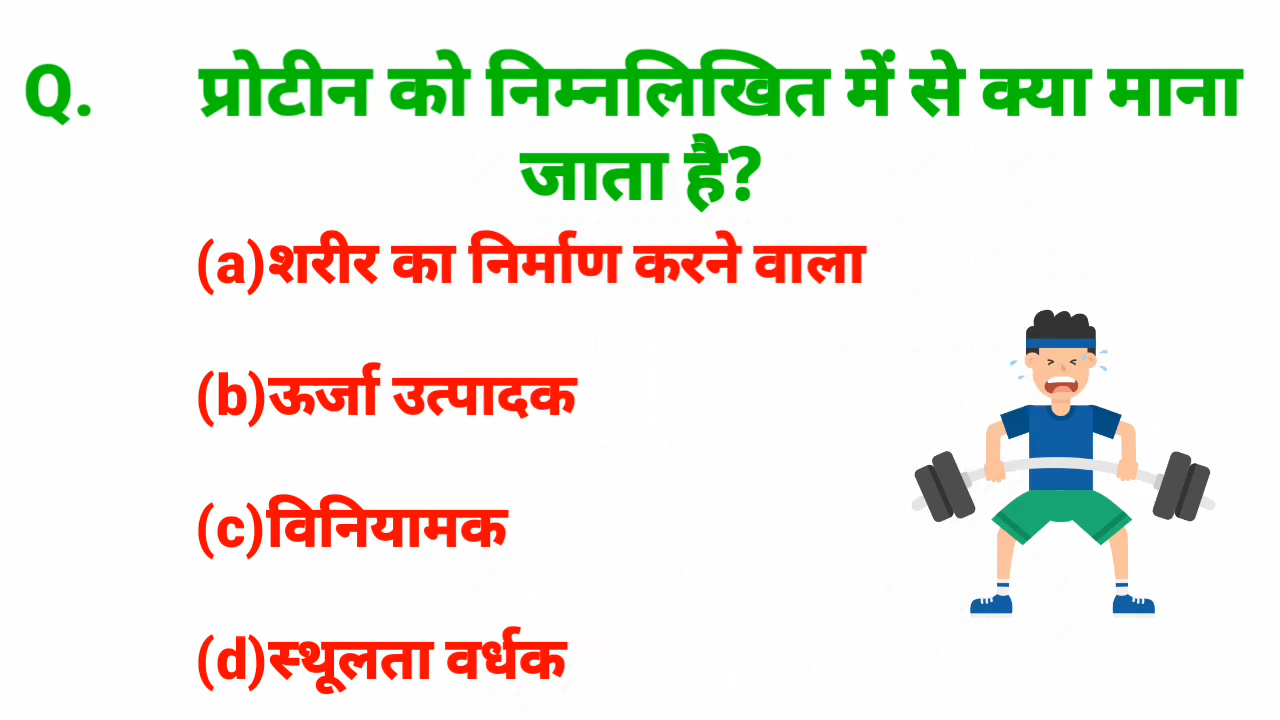 Q. प्रोटीन को निम्नलिखित में से क्या माना
जाता है?
(a)शरीर का निर्माण करने वाला
(b)ऊर्जा उत्पादक
(c)विनियामक
(d)स्थूलता वर्धक